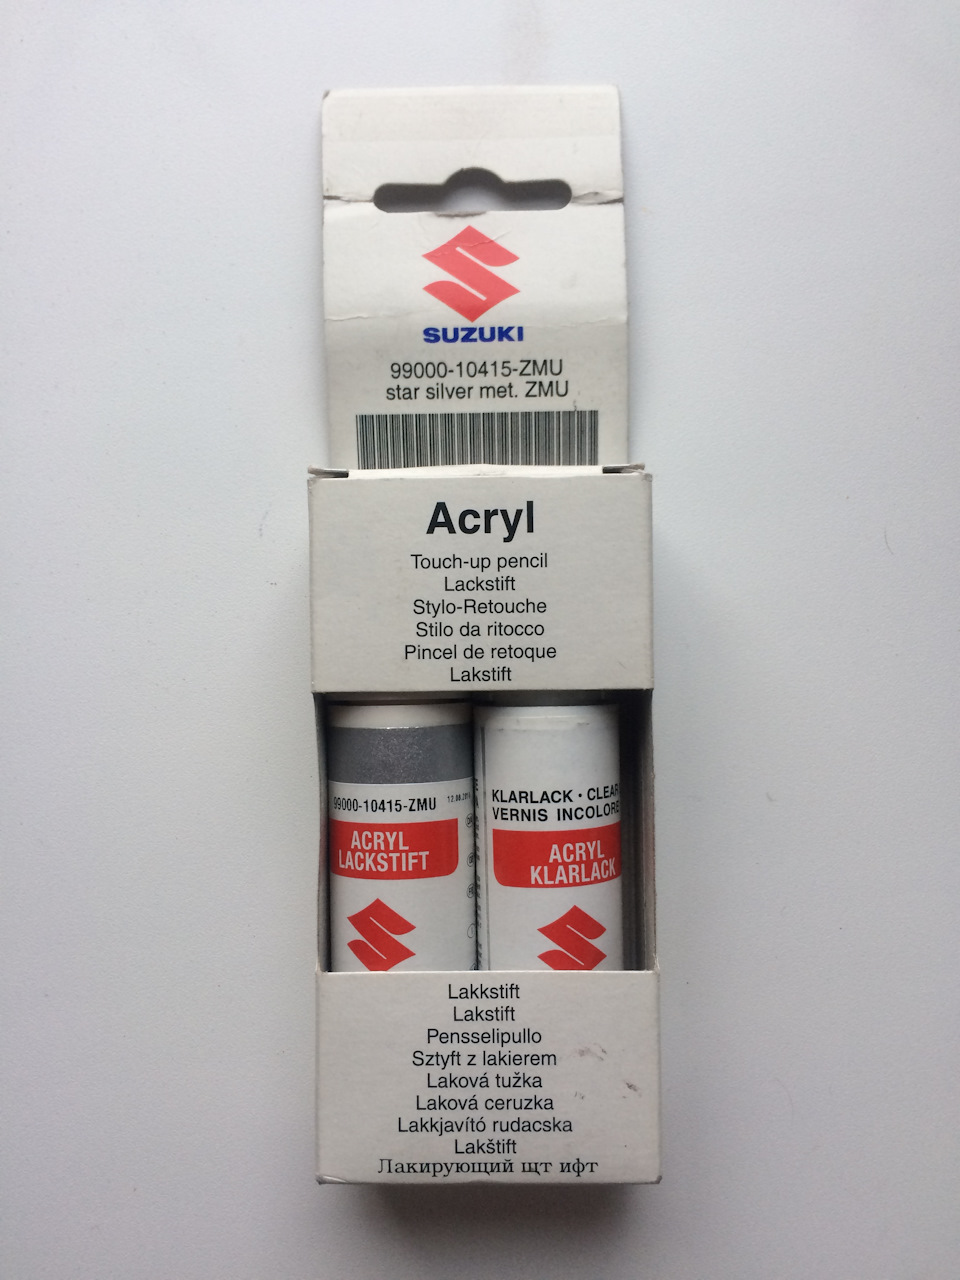 SUZUKI
99000-10415-ZMU
star silver met. ZMU
Acryl
Touch-up pencil
Lackstift
Stylo-Retouche
Stilo da ritocco
Pincel de retoque
Lakstift
99000-10415-ZMU
ACRYL
LACKSTIFT
KLARLACK · CLEAR
VERNIS INCOLORE
ACRYL
KLARLACK
Lakkstift
Lakstift
Pensselipullo
Sztyft z lakierem
Laková tužka
Laková ceruzka
Lakkjavító rudacska
Lakštift
Лакирующий щт ифт